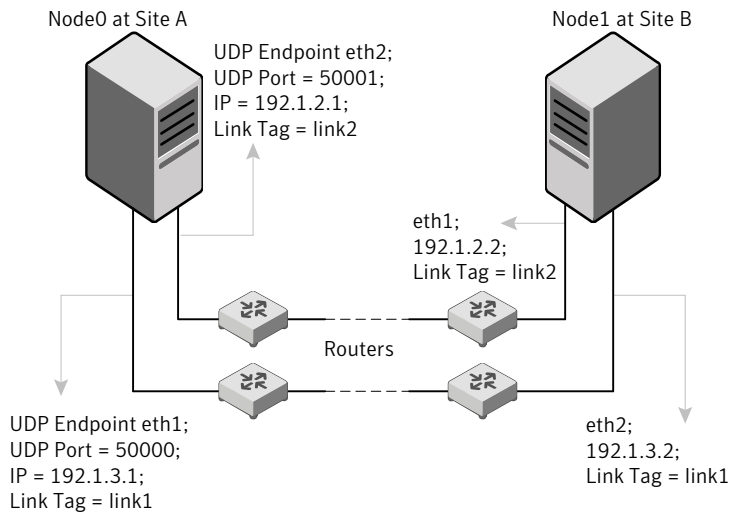 Node0 at Site A
Node1 at Site B
UDP Endpoint eth2;
UDP Port = 50001;
IP = 192.1.2.1;
Link Tag = link2
eth1;
192.1.2.2;
Link Tag = link2
Routers
UDP Endpoint eth1;
UDP Port = 50000;
IP = 192.1.3.1;
Link Tag = link1
eth2;
192.1.3.2;
Link Tag = link1